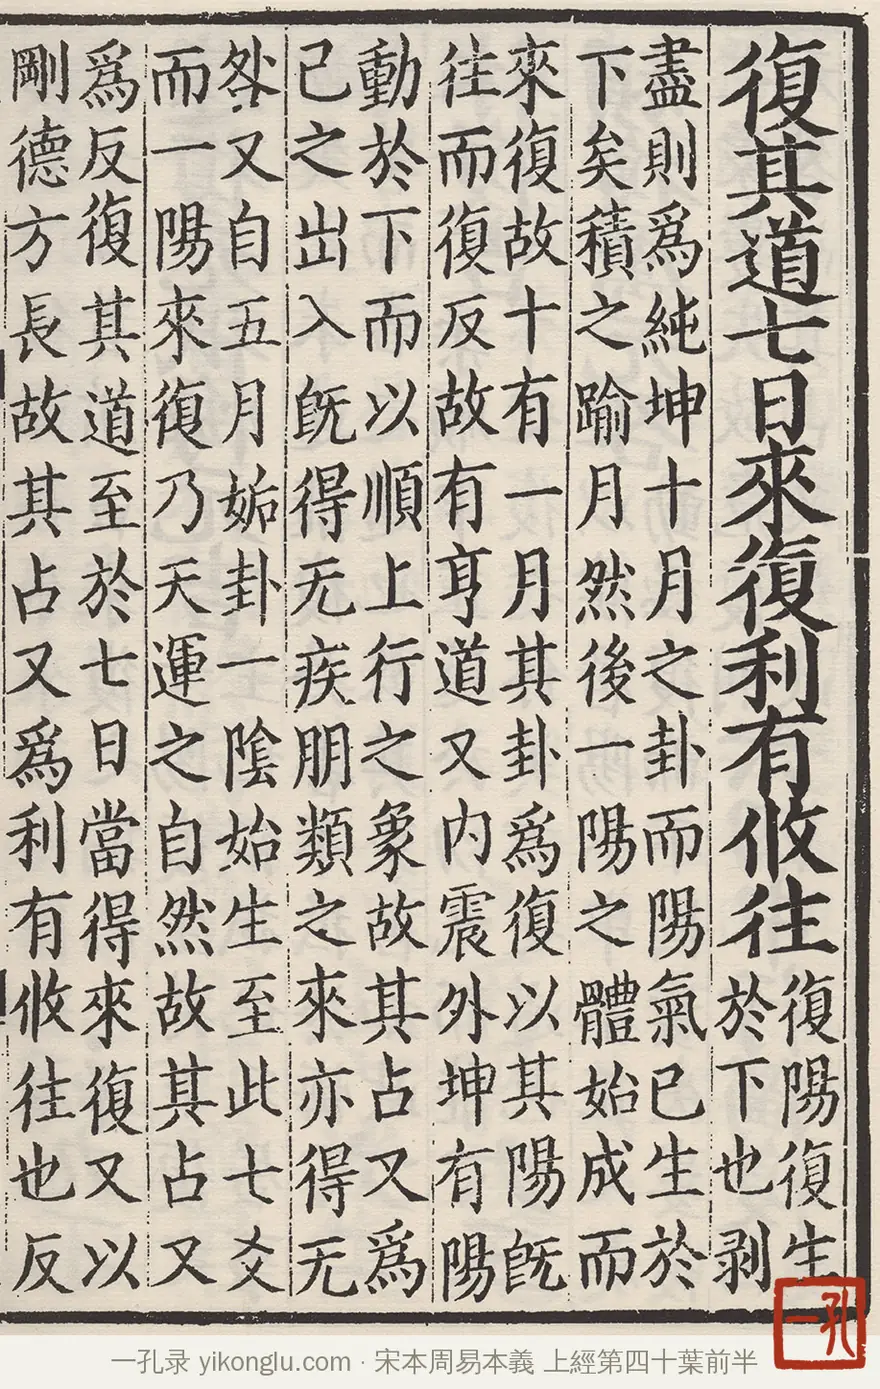 復其道七日來復利有攸往
復陽復生
於下也剥
盡則爲純坤十月之卦而陽氣已生於
下矣積之踰月然後一陽之體始成而
來復故十有一月其卦爲復以其陽旣
往而復反故有亨道又内震外坤有陽
動於下而以順上行之象故其占又爲
已之出入旣得无疾朋類之來亦得无
咎又自五月姤卦一陰始生至此七爻
而一陽來復乃天運之自然故其占又
爲反復其道至於七日當得來復又以
剛德方長故其占又爲利有攸往也反
一孔
一孔录 yikonglu.com · 宋本周易本義 上經第四十葉前半